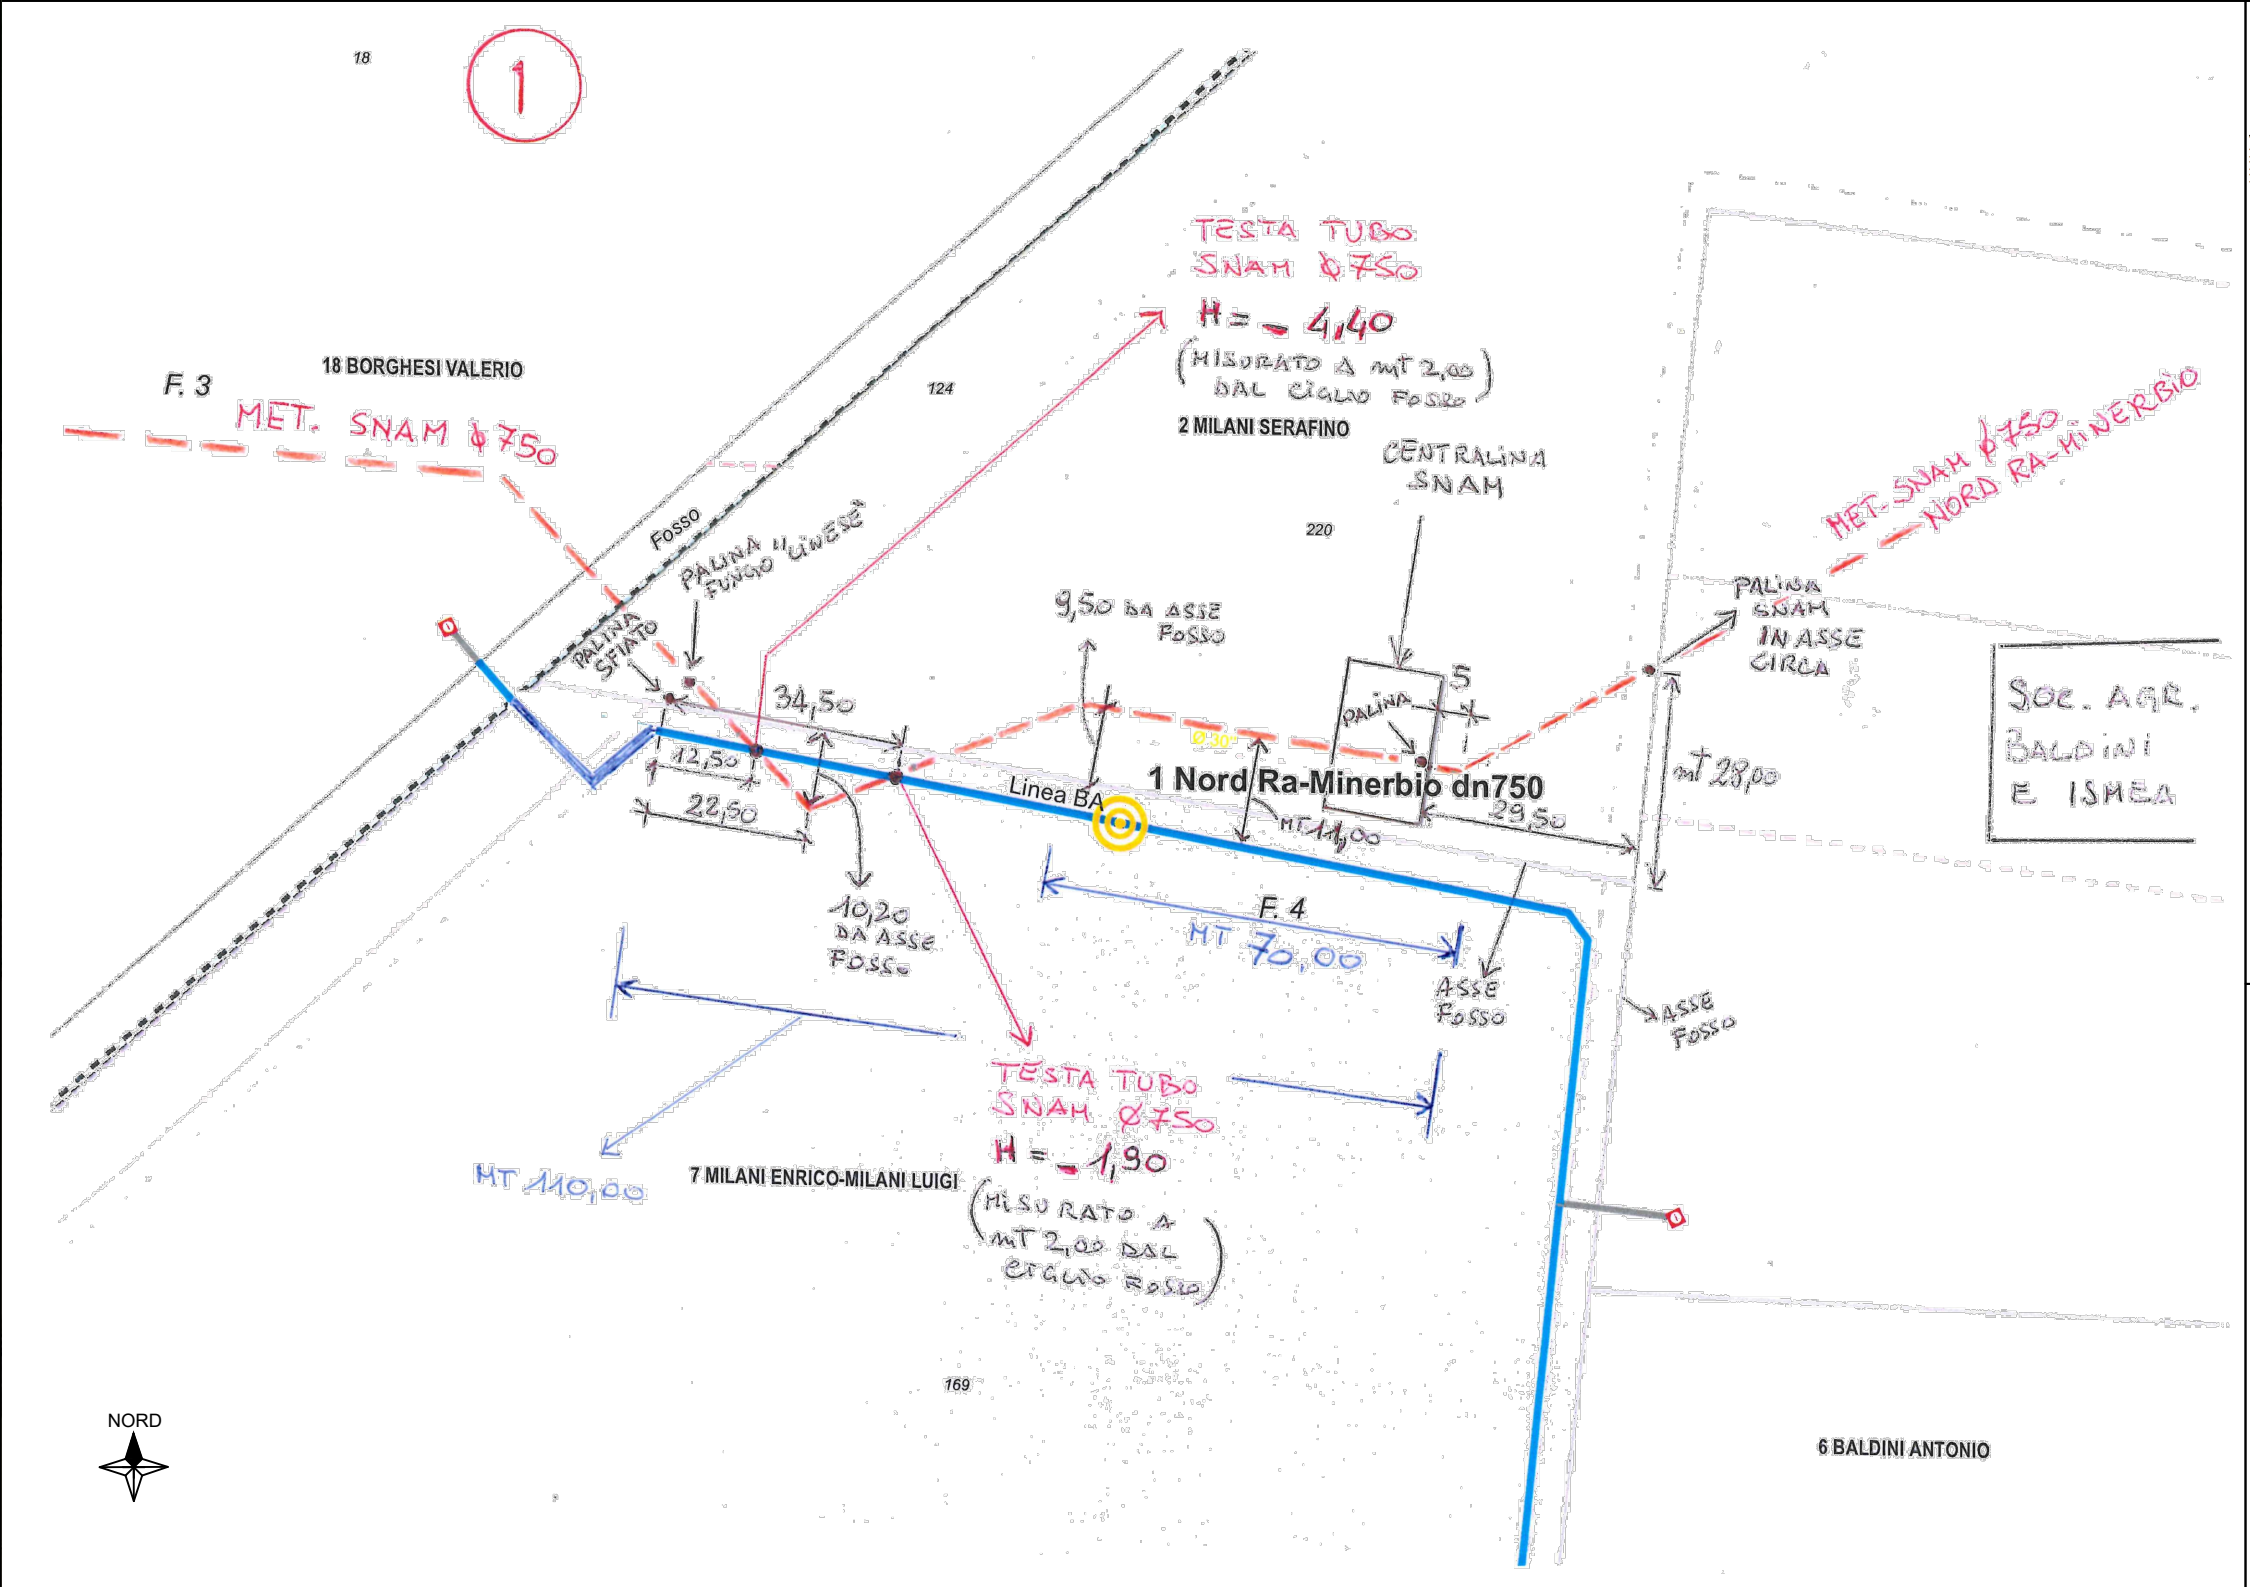 18
1
TESTA TUBO
SNAM ϕ 750
H = - 4,40
(MISURATO A mT 2,00
DAL CIGLIO FOSSO)
18 BORGHESI VALERIO
F. 3
MET. SNAM ϕ 750
124
2 MILANI SERAFINO
CENTRALINA
SNAM
MET. SNAM ϕ 750
NORD RA-MINERBIO
Fosso
PALINA "LINESE"
FUNGO
220
PALINA
SFIATO
9,50 DA ASSE
FOSSO
PALINA
SNAM
IN ASSE
CIRCA
34,50
5
PALINA
SOC. AGR.
BALDINI
E ISMEA
Ø 30"
12,50
1 Nord Ra-Minerbio dn750
Linea BA
mT 28,00
22,50
29,50
MT 11,00
10,20
DA ASSE
FOSSO
F. 4
MT 70,00
ASSE
FOSSO
ASSE
FOSSO
TESTA TUBO
SNAM Ø 750
H = - 1,90
(MISURATO A
mT 2,00 DAL
CIGLIO FOSSO)
MT 110,00
7 MILANI ENRICO-MILANI LUIGI
169
NORD
6 BALDINI ANTONIO